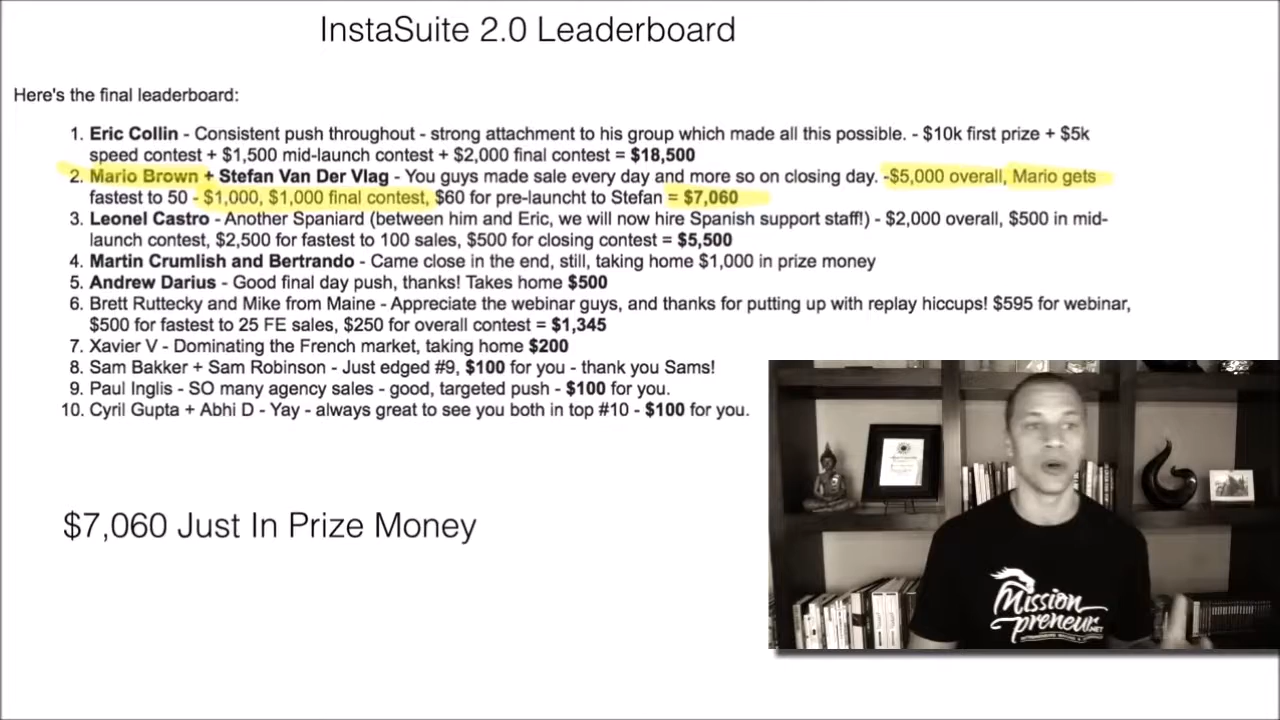 InstaSuite 2.0 Leaderboard
Here's the final leaderboard:
1. Eric Collin - Consistent push throughout - strong attachment to his group which made all this possible. - $10k first prize + $5k
speed contest + $1,500 mid-launch contest + $2,000 final contest = $18,500
2. Mario Brown + Stefan Van Der Vlag - You guys made sale every day and more so on closing day. -$5,000 overall, Mario gets
fastest to 50 - $1,000, $1,000 final contest, $60 for pre-launcht to Stefan = $7,060
3. Leonel Castro - Another Spaniard (between him and Eric, we will now hire Spanish support staff!) - $2,000 overall, $500 in mid-
launch contest, $2,500 for fastest to 100 sales, $500 for closing contest = $5,500
4. Martin Crumlish and Bertrando - Came close in the end, still, taking home $1,000 in prize money
5. Andrew Darius - Good final day push, thanks! Takes home $500
6. Brett Ruttecky and Mike from Maine - Appreciate the webinar guys, and thanks for putting up with replay hiccups! $595 for webinar,
$500 for fastest to 25 FE sales, $250 for overall contest = $1,345
7. Xavier V - Dominating the French market, taking home $200
8. Sam Bakker + Sam Robinson - Just edged #9, $100 for you - thank you Sams!
9. Paul Inglis - SO many agency sales - good, targeted push - $100 for you.
10. Cyril Gupta + Abhi D - Yay - always great to see you both in top #10 - $100 for you.
$7,060 Just In Prize Money
Mission
preneur.NET